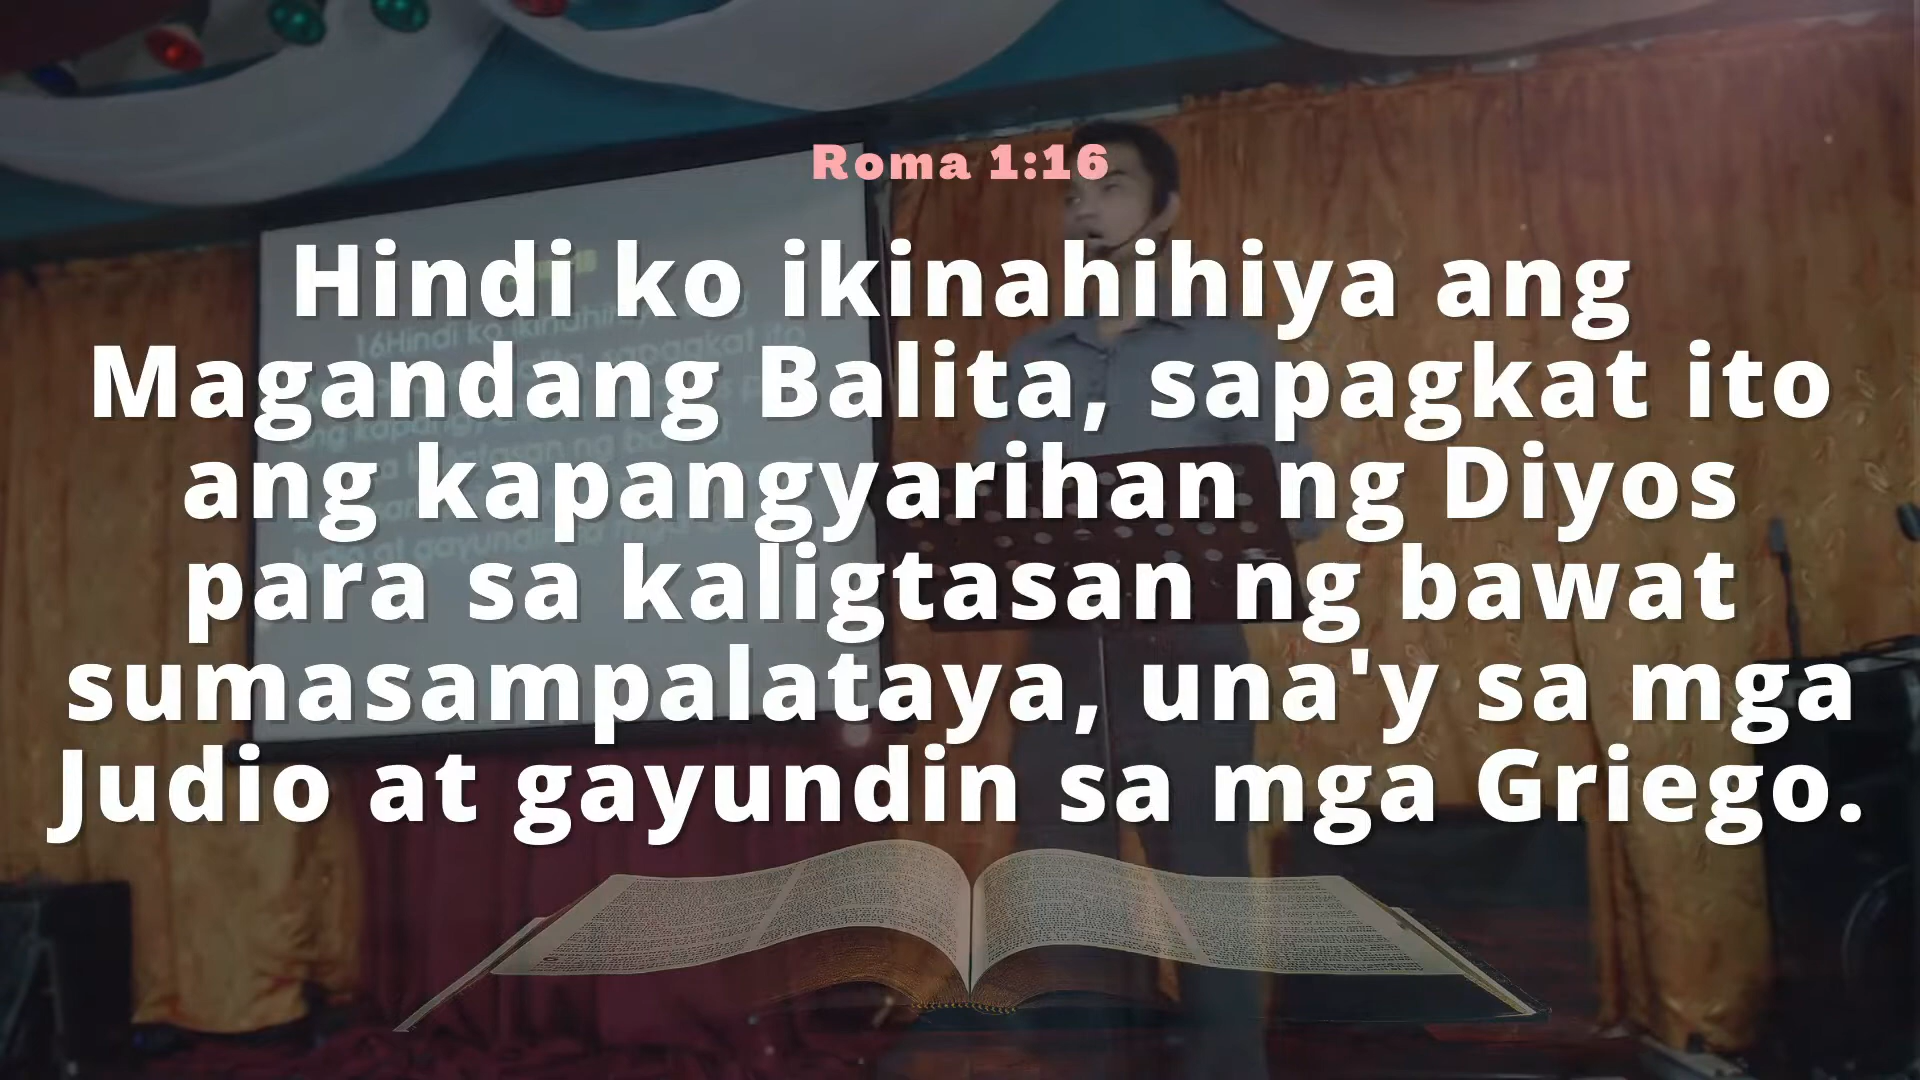 Roma 1:16
Hindi ko ikinahihiya ang
Magandang Balita, sapagkat ito
ang kapangyarihan ng Diyos
para sa kaligtasan ng bawat
sumasampalataya, una'y sa mga
Judio at gayundin sa mga Griego.